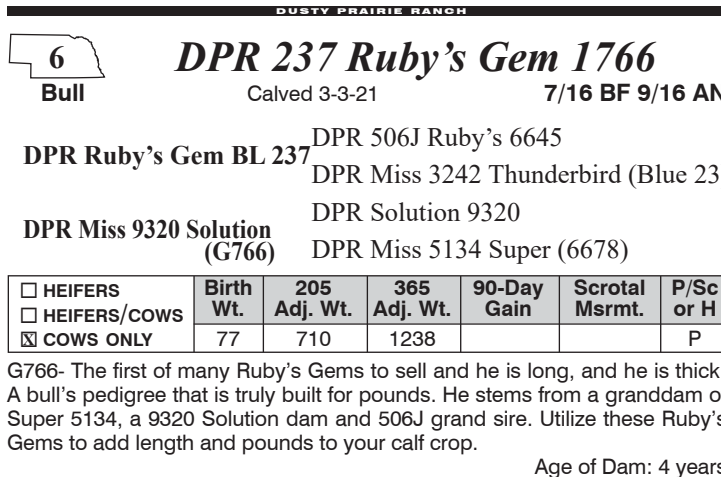 DUSTY PRAIRIE RANCH
6
Bull
DPR 237 Ruby's Gem 1766
Calved 3-3-21
7/16 BF 9/16 AN
DPR Ruby's Gem BL 237
DPR 506J Ruby's 6645
DPR Miss 3242 Thunderbird (Blue 23
DPR Miss 9320 Solution
(G766)
DPR Solution 9320
DPR Miss 5134 Super (6678)
☐ HEIFERS
☐ HEIFERS/COWS
☒ COWS ONLY
Birth Wt. 205 Adj. Wt. 365 Adj. Wt. 90-Day Gain Scrotal Msrmt. P/Sc or H
77 710 1238 P
G766- The first of many Ruby's Gems to sell and he is long, and he is thick
A bull's pedigree that is truly built for pounds. He stems from a granddam o
Super 5134, a 9320 Solution dam and 506J grand sire. Utilize these Ruby's
Gems to add length and pounds to your calf crop.
Age of Dam: 4 years